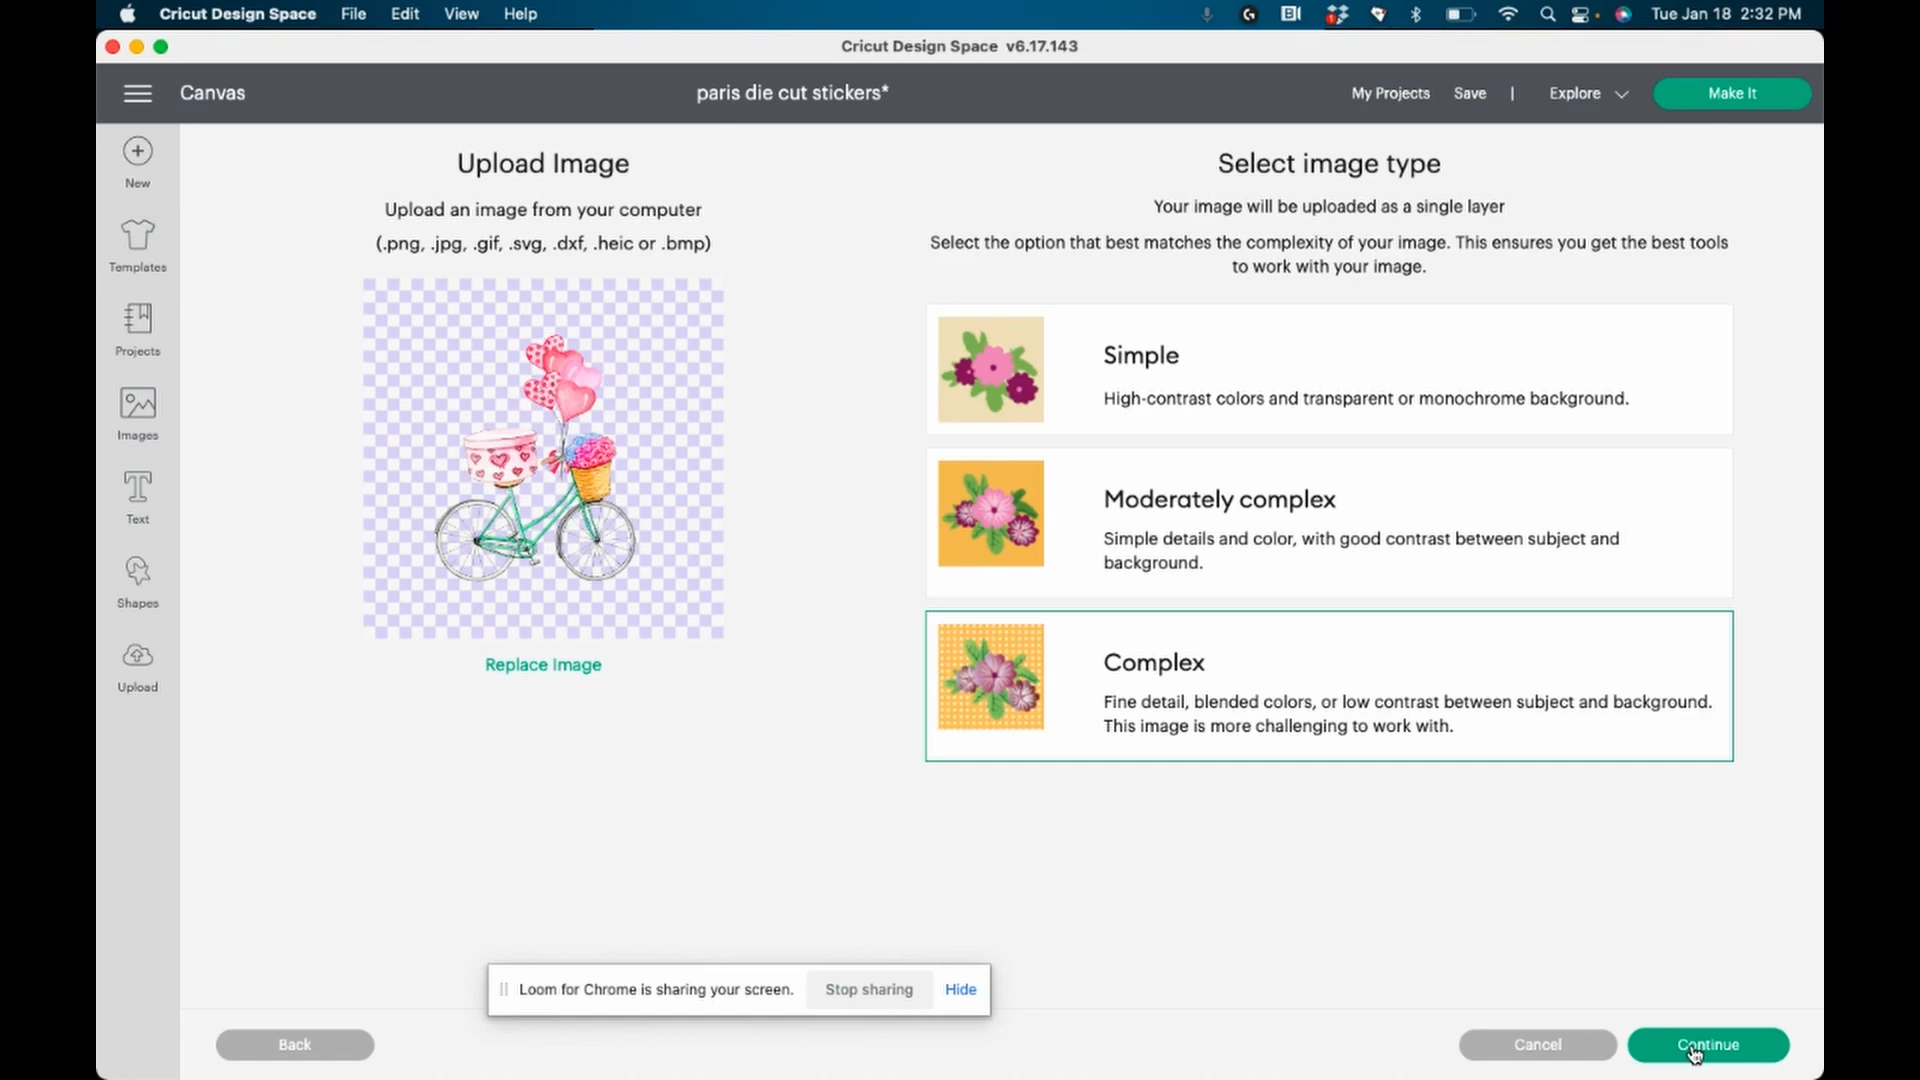 Cricut Design Space File Edit View Help
Tue Jan 18 2:32 PM
Cricut Design Space v6.17.143
Canvas
paris die cut stickers*
My Projects Save | Explore
Make It
New
Templates
Projects
Images
Text
Shapes
Upload
Upload Image
Upload an image from your computer
(.png, .jpg, .gif, .svg, .dxf, .heic or .bmp)
Replace Image
Select image type
Your image will be uploaded as a single layer
Select the option that best matches the complexity of your image. This ensures you get the best tools
to work with your image.
Simple
High-contrast colors and transparent or monochrome background.
Moderately complex
Simple details and color, with good contrast between subject and
background.
Complex
Fine detail, blended colors, or low contrast between subject and background.
This image is more challenging to work with.
Loom for Chrome is sharing your screen. Stop sharing Hide
Back
Cancel
Continue